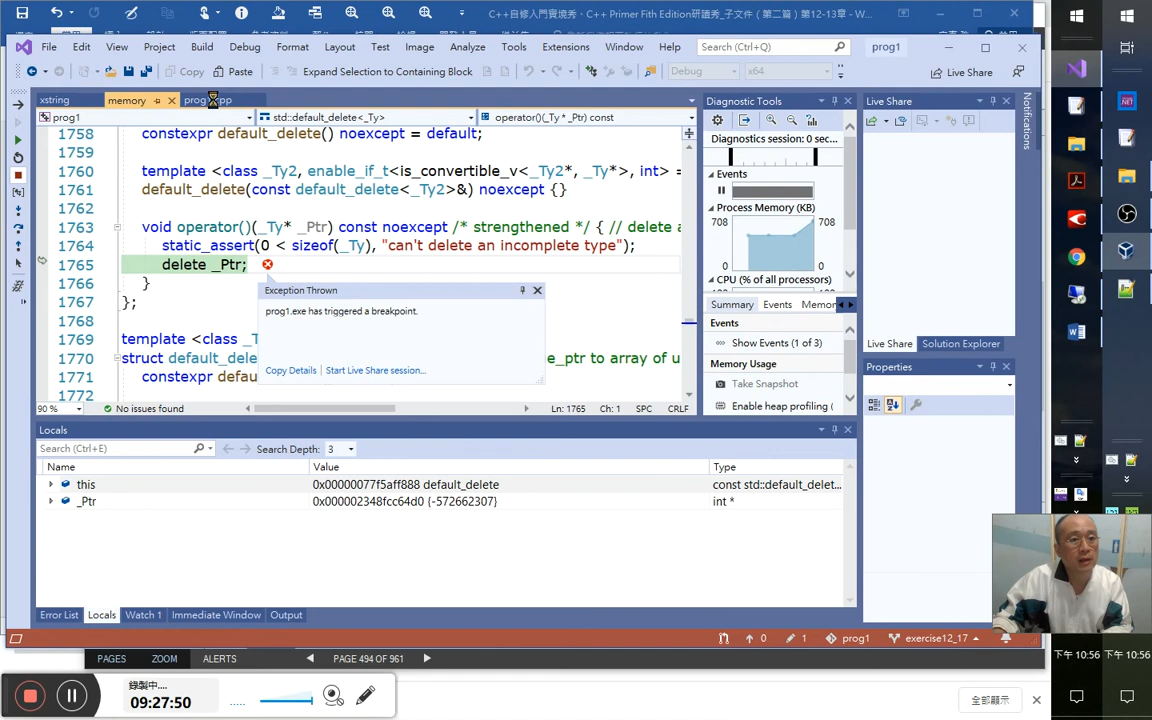 C++自修入門實境秀、C++ Primer Fith Edition研讀秀_子文件（第二篇）第12-13章 - W...
File Edit View Project Build Debug Format Layout Test Image Analyze Tools Extensions Window Help Search (Ctrl+Q) prog1
Copy Paste Expand Selection to Containing Block Debug x64 Live Share
xstring memory
prog1 std::default_delete<_Ty> operator()(_Ty * _Ptr) const
1758 constexpr default_delete() noexcept = default;
1759
1760 template <class _Ty2, enable_if_t<is_convertible_v<_Ty2*, _Ty*>, int> =
1761 default_delete(const default_delete<_Ty2>&) noexcept {}
1762
1763 void operator()(_Ty* _Ptr) const noexcept /* strengthened */ { // delete a
1764 static_assert(0 < sizeof(_Ty), "can't delete an incomplete type");
1765 delete _Ptr;
1766 }
1767 };
1768
1769 template <class _T
1770 struct default_dele e_ptr to array of u
1771 constexpr defau
1772
Exception Thrown
prog1.exe has triggered a breakpoint.
Copy Details Start Live Share session...
90 % No issues found Ln: 1765 Ch: 1 SPC CRLF
Diagnostic Tools
Diagnostics session: 0 sec...
Events
Process Memory (KB)
708 708
0 0
CPU (% of all processors)
Summary Events Memor
Events
Show Events (1 of 3)
Memory Usage
Take Snapshot
Enable heap profiling (
Live Share
Live Share Solution Explorer
Properties
Notifications
Locals
Search (Ctrl+E) Search Depth: 3
Name Value Type
this 0x00000077f5aff888 default_delete const std::default_delet...
_Ptr 0x000002348fcc64d0 {-572662307} int *
Error List Locals Watch 1 Immediate Window Output
0 1 prog1 exercise12_17
PAGES ZOOM ALERTS PAGE 494 OF 961
下午 10:56 下午 10:56
錄製中....
09:27:50
全部顯示